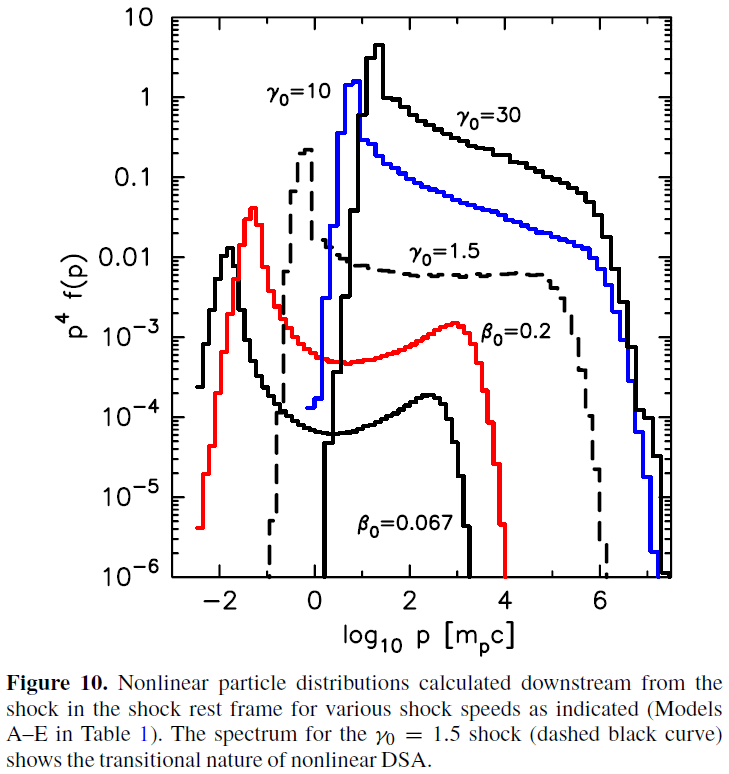 10
1
0.1
0.01
10⁻³
10⁻⁴
10⁻⁵
10⁻⁶
p⁴ f(p)
γ₀=10
γ₀=30
γ₀=1.5
β₀=0.2
β₀=0.067
−2 0 2 4 6
log₁₀ p [mₚc]
Figure 10. Nonlinear particle distributions calculated downstream from the
shock in the shock rest frame for various shock speeds as indicated (Models
A–E in Table 1). The spectrum for the γ₀ = 1.5 shock (dashed black curve)
shows the transitional nature of nonlinear DSA.